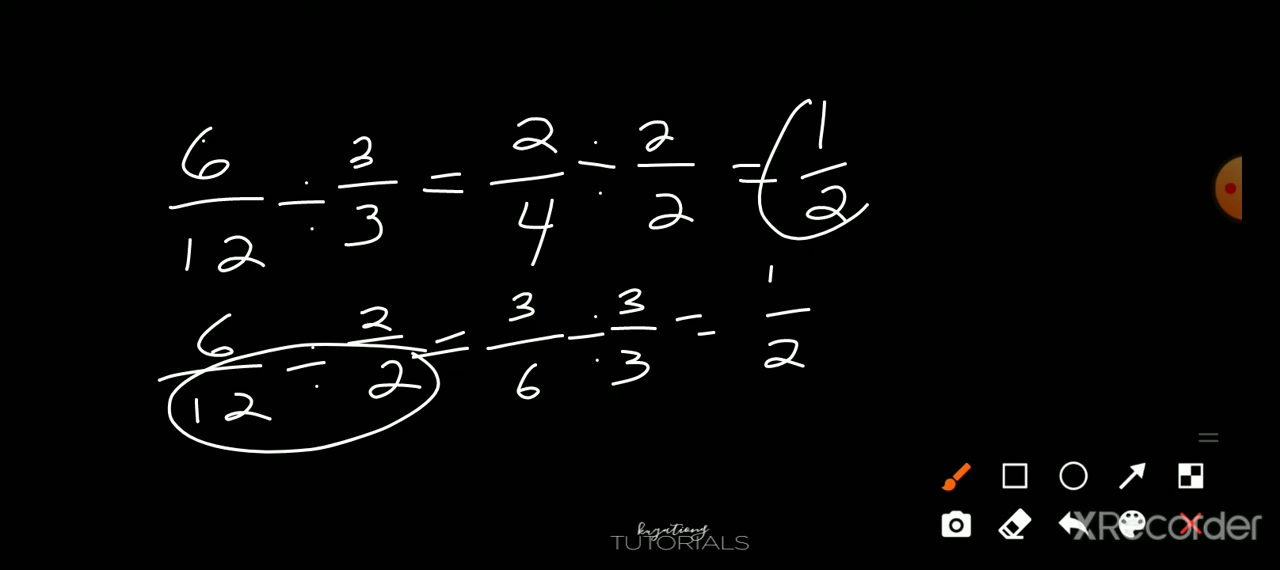 6/12 ÷ 3/3 = 2/4 ÷ 2/2 = 1/2
6/12 ÷ 2/2 = 3/6 ÷ 3/3 = 1/2
XRecorder
TUTORIALS